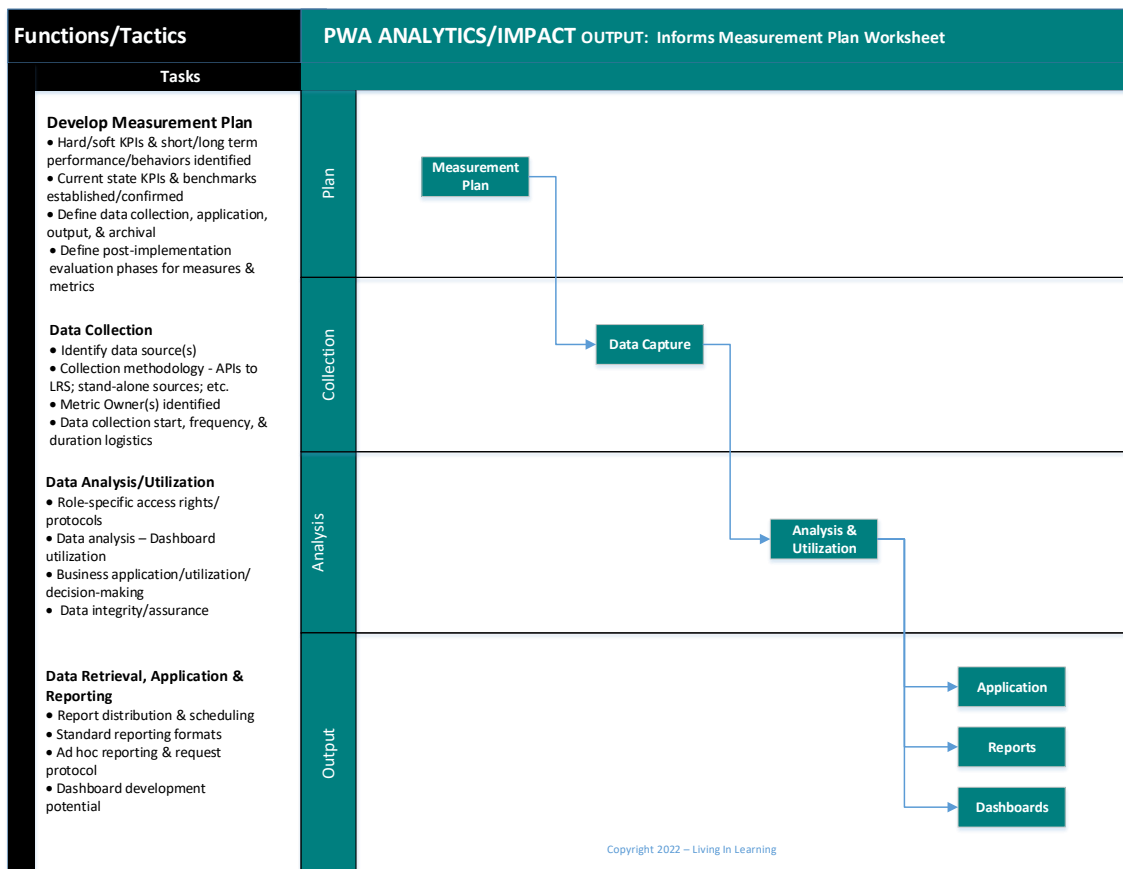 Functions/Tactics
PWA ANALYTICS/IMPACT OUTPUT: Informs Measurement Plan Worksheet
Tasks
Develop Measurement Plan
• Hard/soft KPIs & short/long term
performance/behaviors identified
• Current state KPIs & benchmarks
established/confirmed
• Define data collection, application,
output, & archival
• Define post-implementation
evaluation phases for measures &
metrics
Plan
Measurement
Plan
Data Collection
• Identify data source(s)
• Collection methodology - APIs to
LRS; stand-alone sources; etc.
• Metric Owner(s) identified
• Data collection start, frequency, &
duration logistics
Collection
Data Capture
Data Analysis/Utilization
• Role-specific access rights/
protocols
• Data analysis – Dashboard
utilization
• Business application/utilization/
decision-making
• Data integrity/assurance
Analysis
Analysis &
Utilization
Data Retrieval, Application &
Reporting
• Report distribution & scheduling
• Standard reporting formats
• Ad hoc reporting & request
protocol
• Dashboard development
potential
Output
Application
Reports
Dashboards
Copyright 2022 – Living In Learning